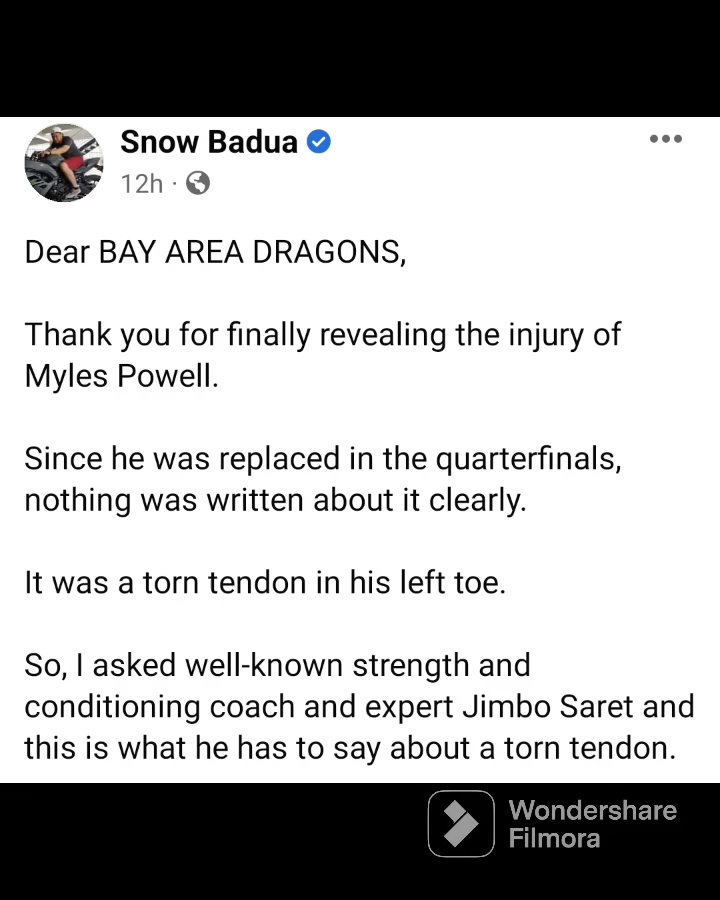 Snow Badua
12h ·
Dear BAY AREA DRAGONS,
Thank you for finally revealing the injury of
Myles Powell.
Since he was replaced in the quarterfinals,
nothing was written about it clearly.
It was a torn tendon in his left toe.
So, I asked well-known strength and
conditioning coach and expert Jimbo Saret and
this is what he has to say about a torn tendon.
Wondershare
Filmora